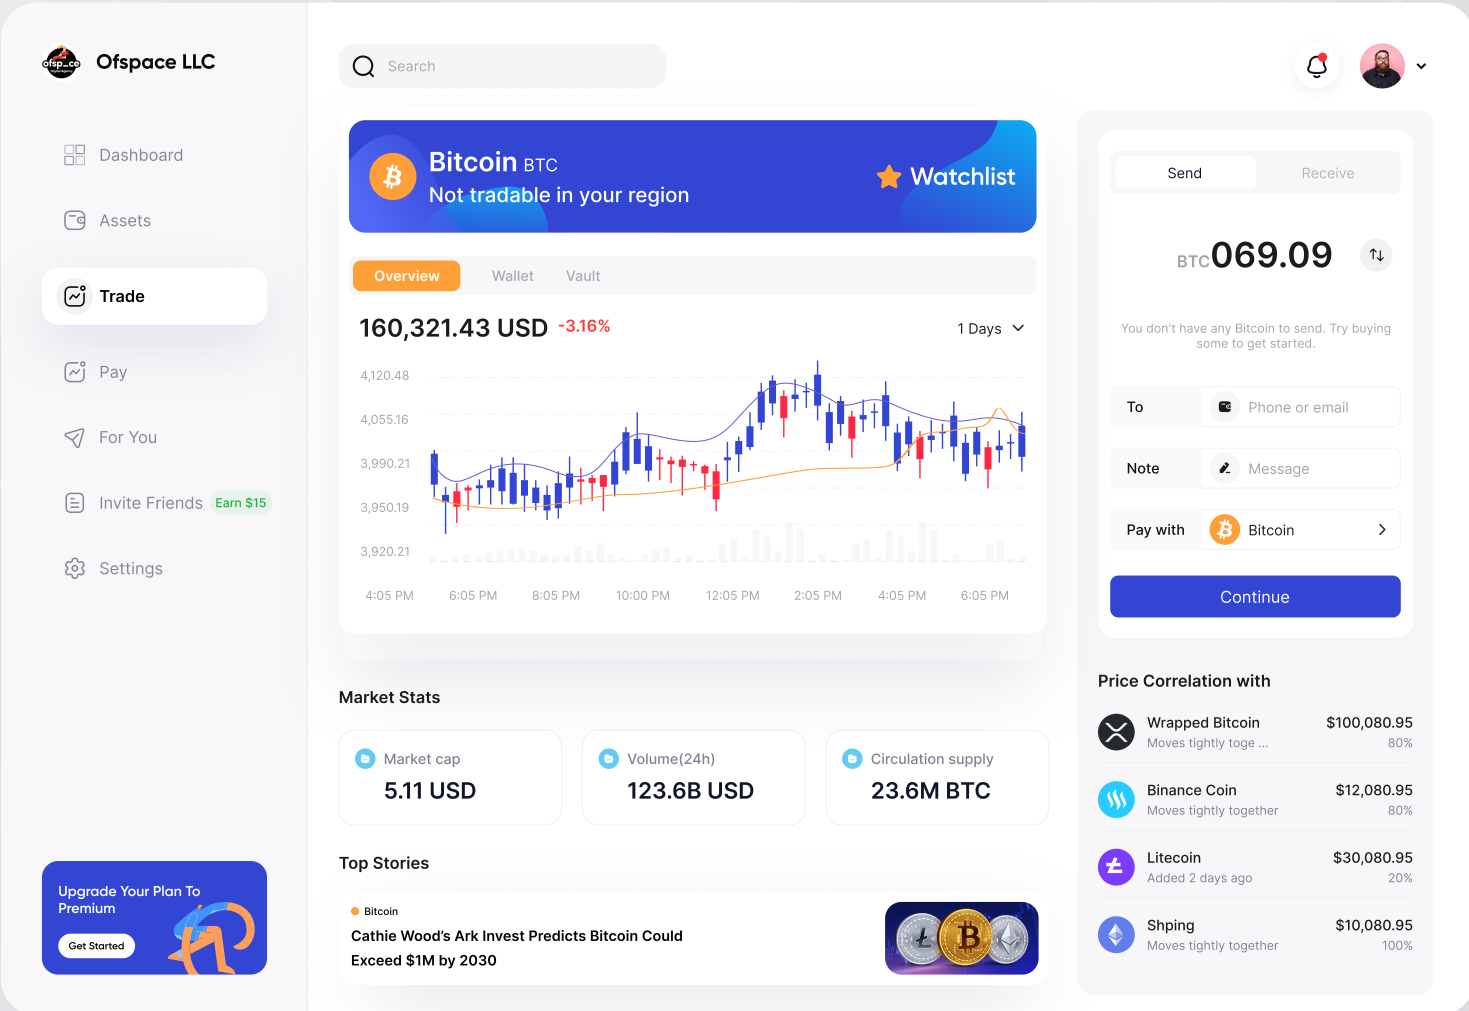 ofsp_ce
Ofspace LLC
Search
Dashboard
Assets
Trade
Pay
For You
Invite Friends Earn $15
Settings
Upgrade Your Plan To
Premium
Get Started
Bitcoin BTC
Not tradable in your region
Watchlist
Overview Wallet Vault
160,321.43 USD -3.16%
1 Days
4,120.48
4,055.16
3,990.21
3,950.19
3,920.21
4:05 PM 6:05 PM 8:05 PM 10:00 PM 12:05 PM 2:05 PM 4:05 PM 6:05 PM
Market Stats
Market cap
5.11 USD
Volume(24h)
123.6B USD
Circulation supply
23.6M BTC
Top Stories
Bitcoin
Cathie Wood’s Ark Invest Predicts Bitcoin Could
Exceed $1M by 2030
Send Receive
BTC069.09
You don't have any Bitcoin to send. Try buying
some to get started.
To Phone or email
Note Message
Pay with Bitcoin
Continue
Price Correlation with
Wrapped Bitcoin $100,080.95
Moves tightly toge ... 80%
Binance Coin $12,080.95
Moves tightly together 80%
Litecoin $30,080.95
Added 2 days ago 20%
Shping $10,080.95
Moves tightly together 100%